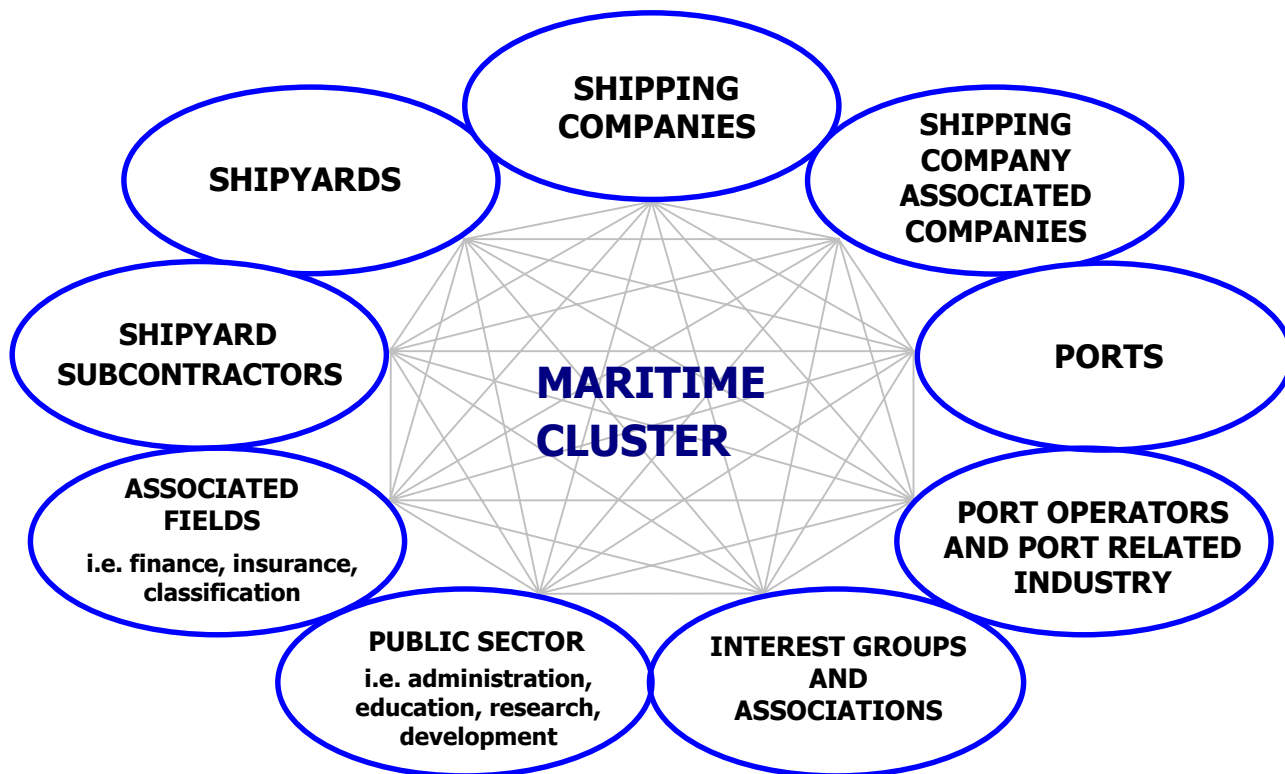 SHIPPING
COMPANIES
SHIPPING
COMPANY
ASSOCIATED
COMPANIES
SHIPYARDS
SHIPYARD
SUBCONTRACTORS
PORTS
MARITIME
CLUSTER
ASSOCIATED
FIELDS
i.e. finance, insurance,
classification
PORT OPERATORS
AND PORT RELATED
INDUSTRY
PUBLIC SECTOR
i.e. administration,
education, research,
development
INTEREST GROUPS
AND
ASSOCIATIONS